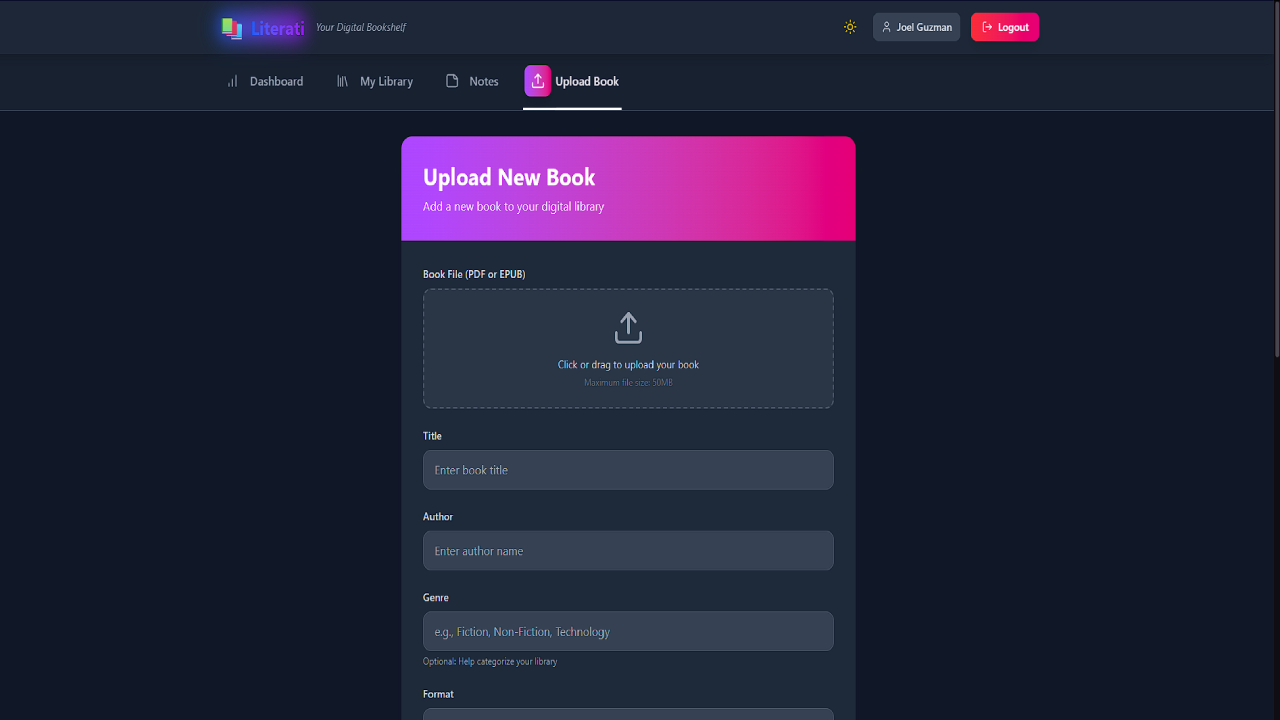 Literati
Your Digital Bookshelf
Joel Guzman
Logout
Dashboard
My Library
Notes
Upload Book
Upload New Book
Add a new book to your digital library
Book File (PDF or EPUB)
Click or drag to upload your book
Maximum file size: 50MB
Title
Enter book title
Author
Enter author name
Genre
e.g., Fiction, Non-Fiction, Technology
Optional: Help categorize your library
Format